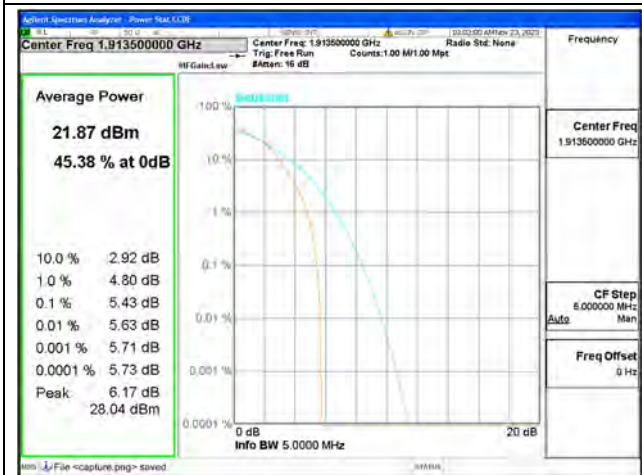 Agilent Spectrum Analyzer - Power Stat CCDF
Center Freq 1.913500000 GHz
Center Freq: 1.913500000 GHz
Radio Std: None
Trig: Free Run
Counts:1.00 M/1.00 Mpt
#IFGain:Low
#Atten: 16 dB
Frequency
Average Power
21.87 dBm
45.38 % at 0dB
10.0 % 2.92 dB
1.0 % 4.80 dB
0.1 % 5.43 dB
0.01 % 5.63 dB
0.001 % 5.71 dB
0.0001 % 5.73 dB
Peak 6.17 dB
28.04 dBm
100 %
Gaussian
10 %
1 %
0.1 %
0.01 %
0.001 %
0.0001 %
0 dB
20 dB
Info BW 5.0000 MHz
Center Freq
1.913500000 GHz
CF Step
6.000000 MHz
Auto Man
Freq Offset
0 Hz
MSG
File <capture.png> saved
STATUS